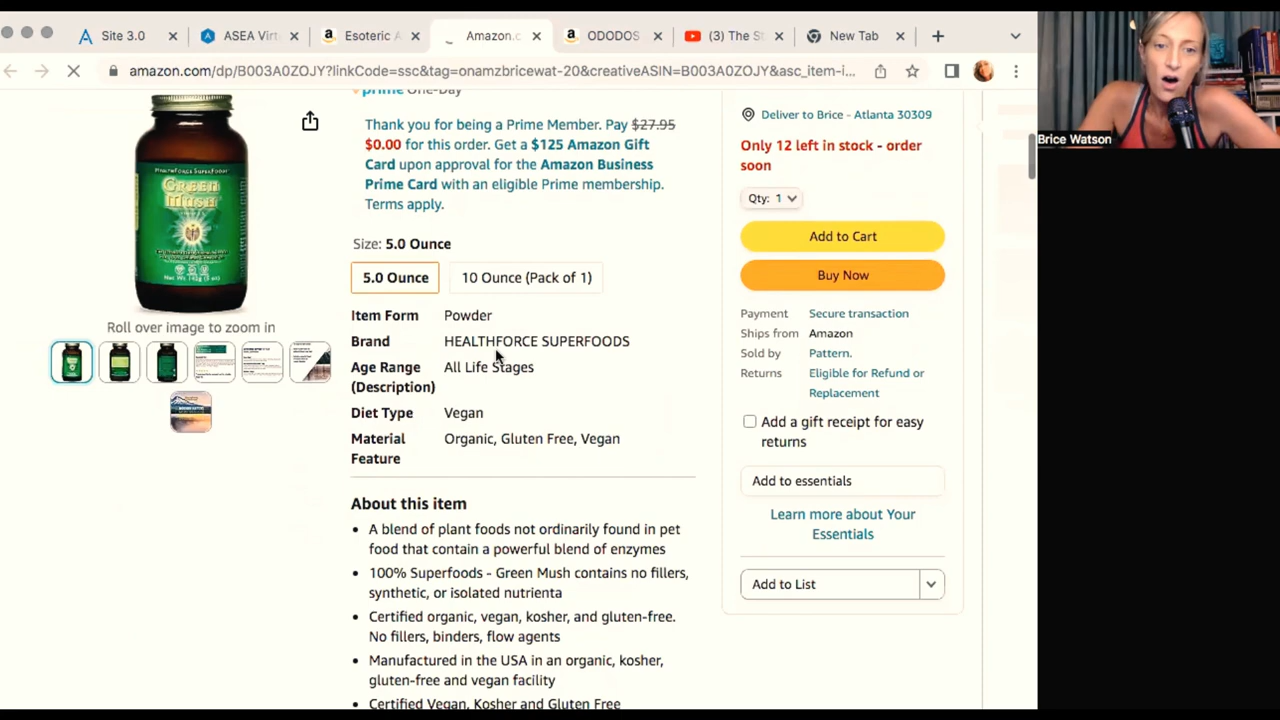 Site 3.0
ASEA Virt
Esoteric A
Amazon.c
ODODOS
(3) The S
New Tab
amazon.com/dp/B003A0ZOJY?linkCode=ssc&tag=onamzbricewat-20&creativeASIN=B003A0ZOJY&asc_item-i...
Brice Watson
prime One-Day
Thank you for being a Prime Member. Pay $27.95
$0.00 for this order. Get a $125 Amazon Gift
Card upon approval for the Amazon Business
Prime Card with an eligible Prime membership.
Terms apply.
HEALTHFORCE SUPERFOODS
GREEN
MUSH
Roll over image to zoom in
Size: 5.0 Ounce
5.0 Ounce
10 Ounce (Pack of 1)
Item Form Powder
Brand HEALTHFORCE SUPERFOODS
Age Range All Life Stages
(Description)
Diet Type Vegan
Material Organic, Gluten Free, Vegan
Feature
About this item
• A blend of plant foods not ordinarily found in pet
food that contain a powerful blend of enzymes
• 100% Superfoods - Green Mush contains no fillers,
synthetic, or isolated nutrienta
• Certified organic, vegan, kosher, and gluten-free.
No fillers, binders, flow agents
• Manufactured in the USA in an organic, kosher,
gluten-free and vegan facility
• Certified Vegan, Kosher and Gluten Free
Deliver to Brice - Atlanta 30309
Only 12 left in stock - order
soon
Qty: 1
Add to Cart
Buy Now
Payment Secure transaction
Ships from Amazon
Sold by Pattern.
Returns Eligible for Refund or
Replacement
Add a gift receipt for easy
returns
Add to essentials
Learn more about Your
Essentials
Add to List